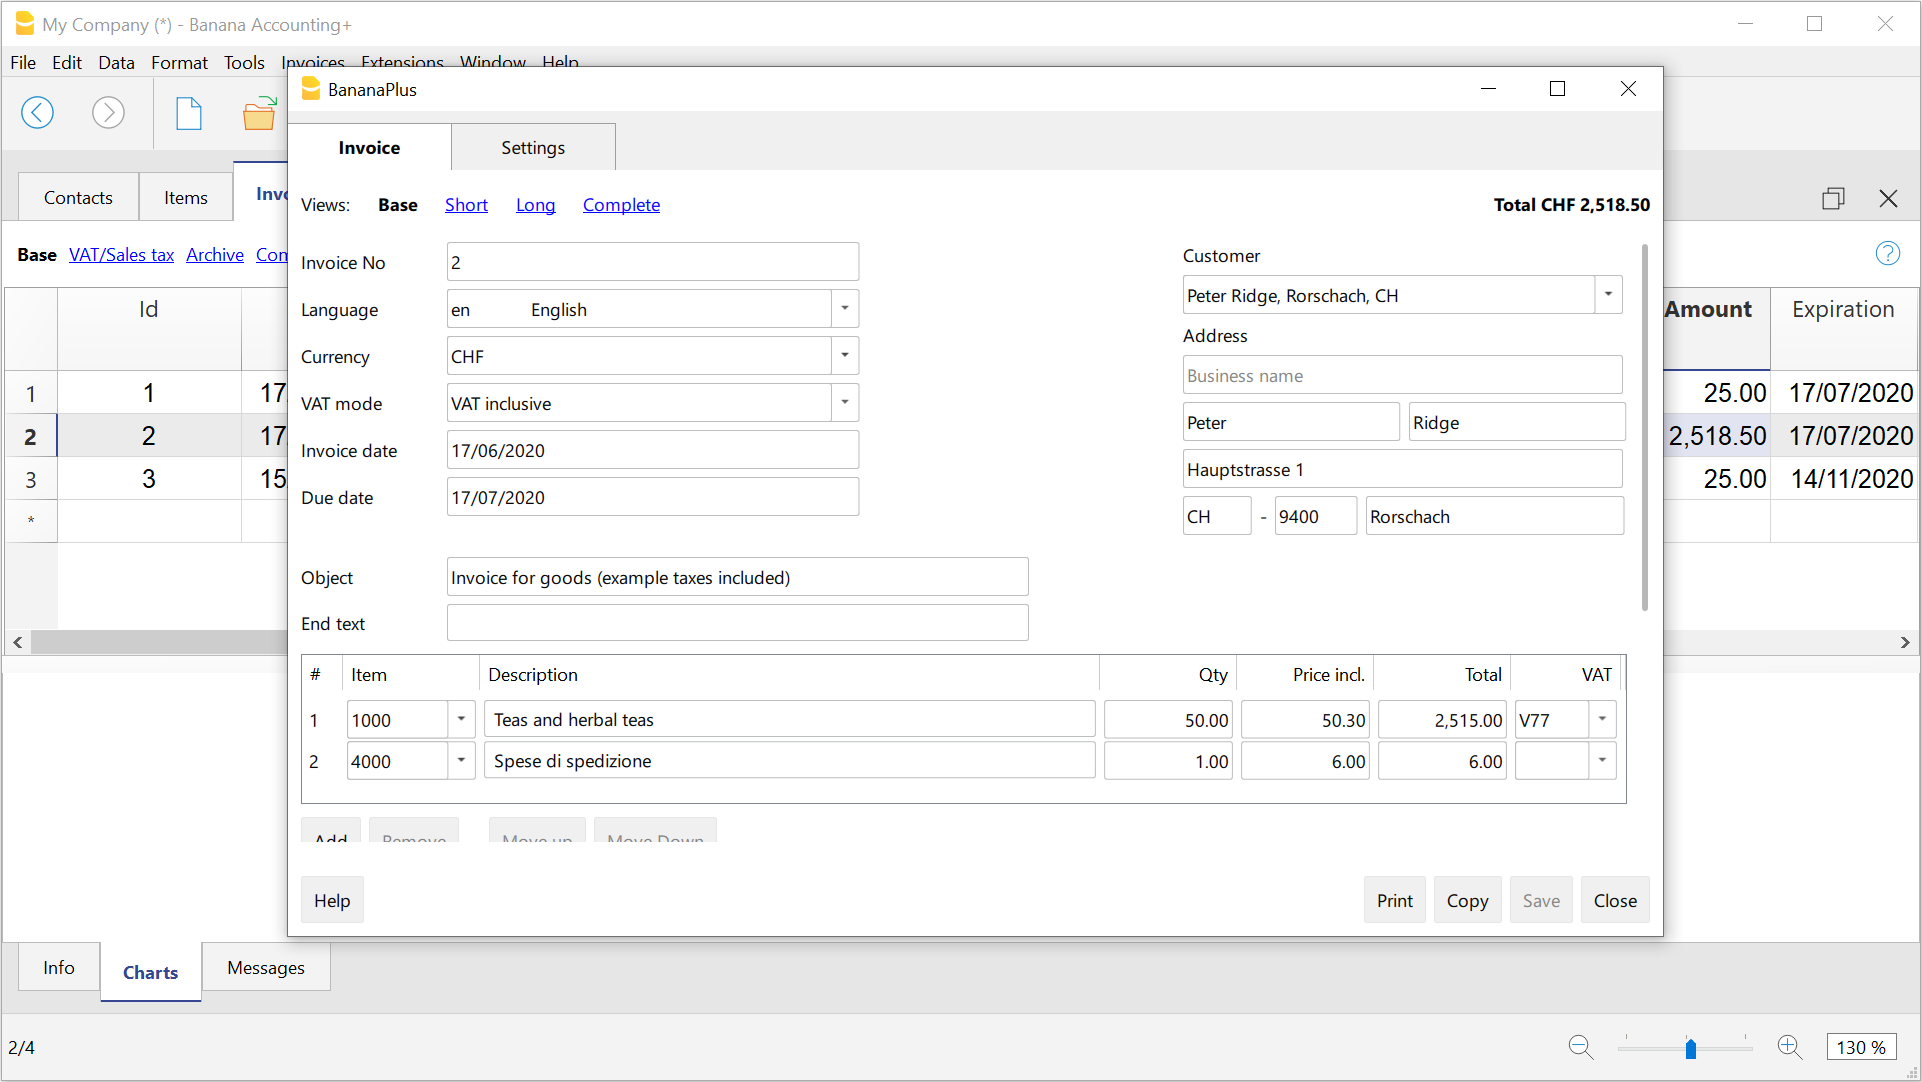 My Company (*) - Banana Accounting+
File Edit Data Format Tools Invoices Extensions Window Help
BananaPlus
Invoice Settings
Contacts Items Invo
Views: Base Short Long Complete Total CHF 2,518.50
Base VAT/Sales tax Archive Com
Invoice No 2
Language en English
Currency CHF
VAT mode VAT inclusive
Invoice date 17/06/2020
Due date 17/07/2020
Customer
Peter Ridge, Rorschach, CH
Address
Business name
Peter Ridge
Hauptstrasse 1
CH - 9400 Rorschach
Object Invoice for goods (example taxes included)
End text
# Item Description Qty Price incl. Total VAT
1 1000 Teas and herbal teas 50.00 50.30 2,515.00 V77
2 4000 Spese di spedizione 1.00 6.00 6.00
Add Remove Move up Move Down
Help Print Copy Save Close
Id Amount Expiration
1 1 17 25.00 17/07/2020
2 2 17 2,518.50 17/07/2020
3 3 15 25.00 14/11/2020
*
Info Charts Messages
2/4 130 %